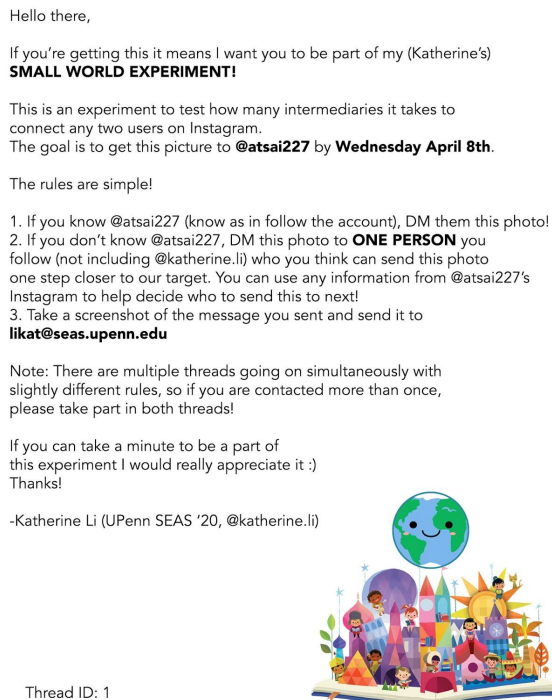 Hello there,
If you’re getting this it means I want you to be part of my (Katherine’s)
SMALL WORLD EXPERIMENT!
This is an experiment to test how many intermediaries it takes to
connect any two users on Instagram.
The goal is to get this picture to @atsai227 by Wednesday April 8th.
The rules are simple!
1. If you know @atsai227 (know as in follow the account), DM them this photo!
2. If you don’t know @atsai227, DM this photo to ONE PERSON you
follow (not including @katherine.li) who you think can send this photo
one step closer to our target. You can use any information from @atsai227’s
Instagram to help decide who to send this to next!
3. Take a screenshot of the message you sent and send it to
likat@seas.upenn.edu
Note: There are multiple threads going on simultaneously with
slightly different rules, so if you are contacted more than once,
please take part in both threads!
If you can take a minute to be a part of
this experiment I would really appreciate it :)
Thanks!
-Katherine Li (UPenn SEAS ‘20, @katherine.li)
Thread ID: 1